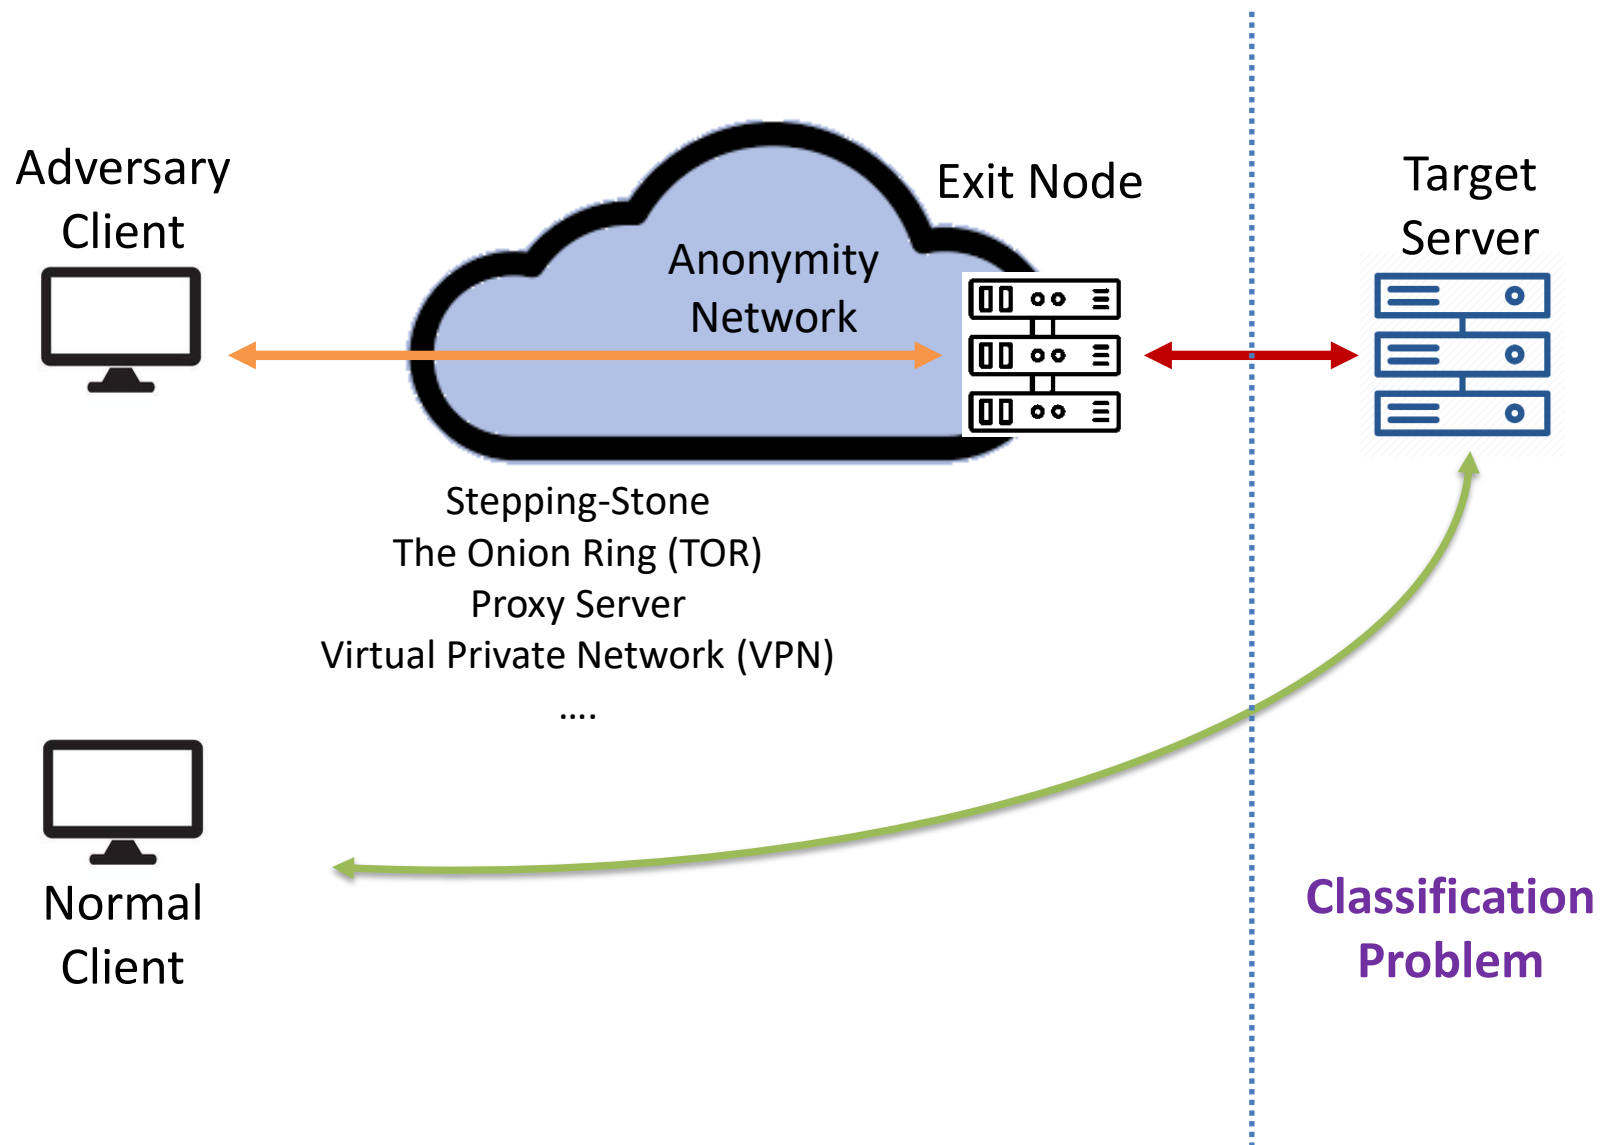 Adversary
Client
Anonymity
Network
Exit Node
Target
Server
Stepping-Stone
The Onion Ring (TOR)
Proxy Server
Virtual Private Network (VPN)
....
Normal
Client
Classification
Problem